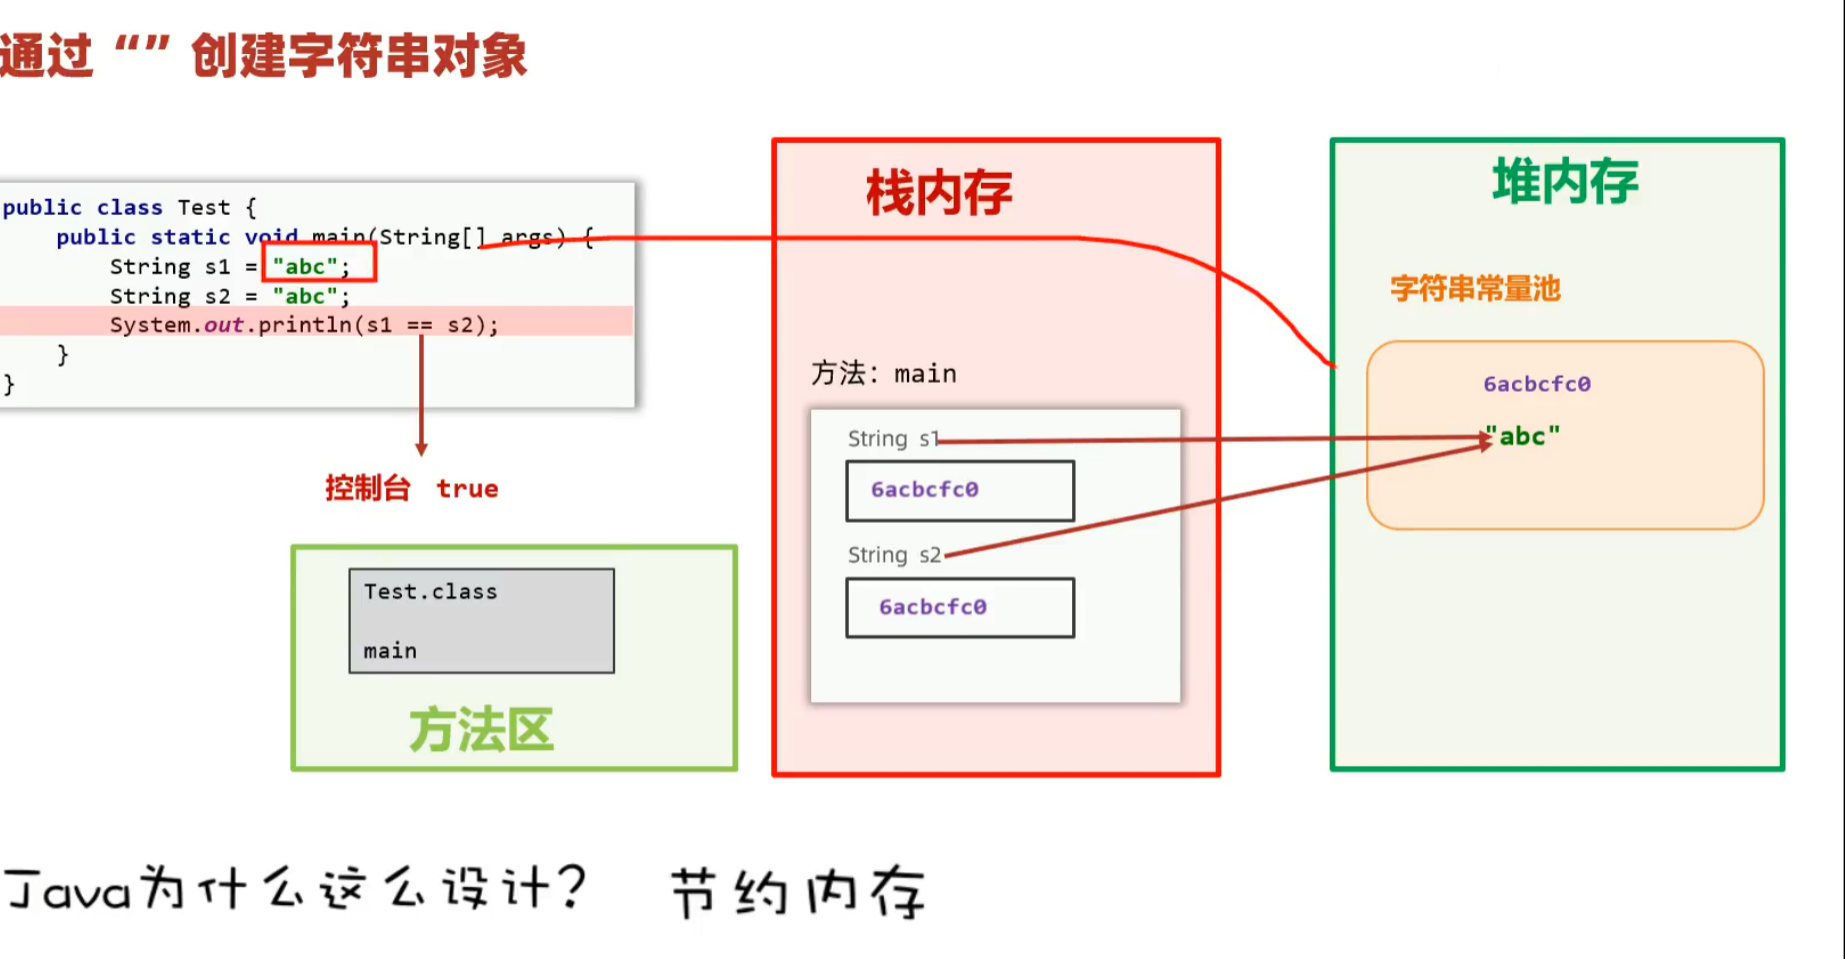 通过 “” 创建字符串对象
public class Test {
public static void main(String[] args) {
String s1 = "abc";
String s2 = "abc";
System.out.println(s1 == s2);
}
}
控制台 true
Test.class
main
方法区
栈内存
方法：main
String s1
6acbcfc0
String s2
6acbcfc0
堆内存
字符串常量池
6acbcfc0
"abc"
Java为什么这么设计？ 节约内存